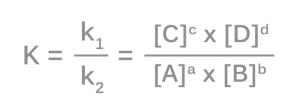 K = k₁ / k₂ = [C]ᶜ x [D]ᵈ / [A]ᵃ x [B]ᵇ